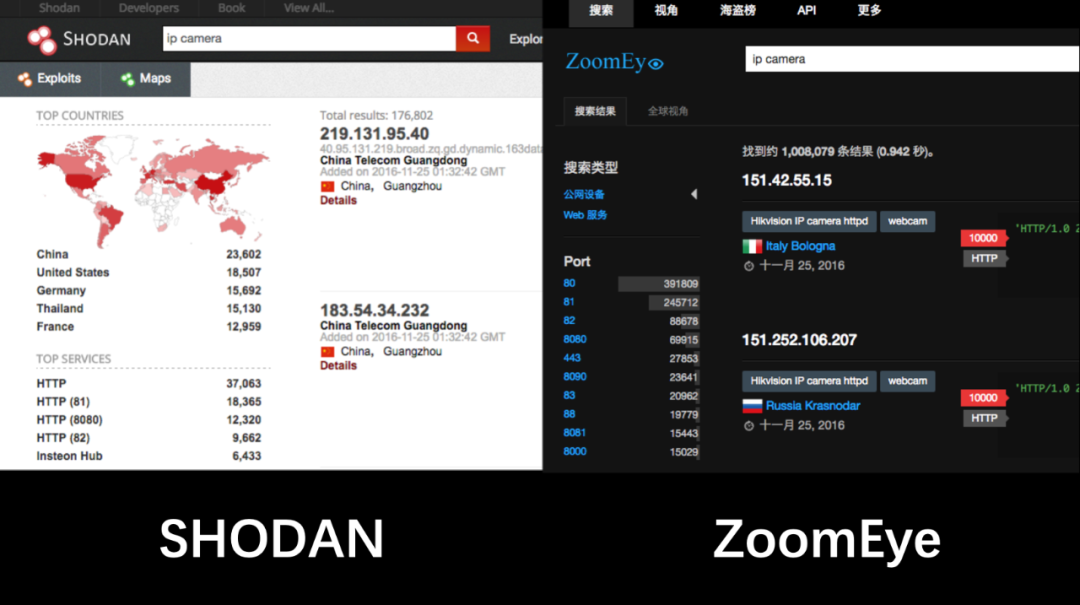 Shodan Developers Book View All...
SHODAN
ip camera
Explor
Exploits Maps
TOP COUNTRIES
China 23,602
United States 18,507
Germany 15,692
Thailand 15,130
France 12,959
TOP SERVICES
HTTP 37,063
HTTP (81) 18,365
HTTP (8080) 12,320
HTTP (82) 9,662
Insteon Hub 6,433
Total results: 176,802
219.131.95.40
40.95.131.219.broad.zq.gd.dynamic.163data
China Telecom Guangdong
Added on 2016-11-25 01:32:42 GMT
China, Guangzhou
Details
183.54.34.232
China Telecom Guangdong
Added on 2016-11-25 01:32:42 GMT
China, Guangzhou
Details
搜索 视角 海盗榜 API 更多
ZoomEye
ip camera
搜索结果 全球视角
搜索类型
公网设备
Web 服务
Port
80 391809
81 245712
82 88678
8080 69915
443 27853
8090 23641
83 20962
88 19779
8081 15443
8000 15029
找到约 1,008,079 条结果 (0.942 秒)。
151.42.55.15
Hikvision IP camera httpd webcam
Italy Bologna
十一月 25, 2016
10000
HTTP
'HTTP/1.0 2
151.252.106.207
Hikvision IP camera httpd webcam
Russia Krasnodar
十一月 25, 2016
10000
HTTP
'HTTP/1.0 2
SHODAN
ZoomEye